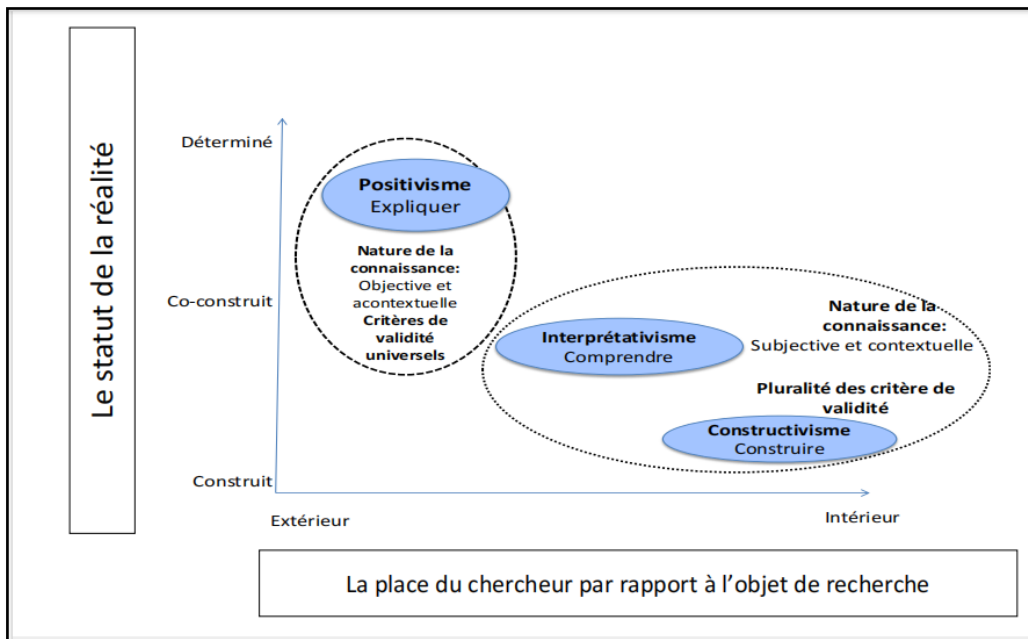 Le statut de la réalité
Déterminé
Co-construit
Construit
Positivisme
Expliquer
Nature de la
connaissance:
Objective et
acontextuelle
Critères de
validité
universels
Interprétativisme
Comprendre
Nature de la
connaissance:
Subjective et contextuelle
Pluralité des critère de
validité
Constructivisme
Construire
Extérieur
Intérieur
La place du chercheur par rapport à l’objet de recherche